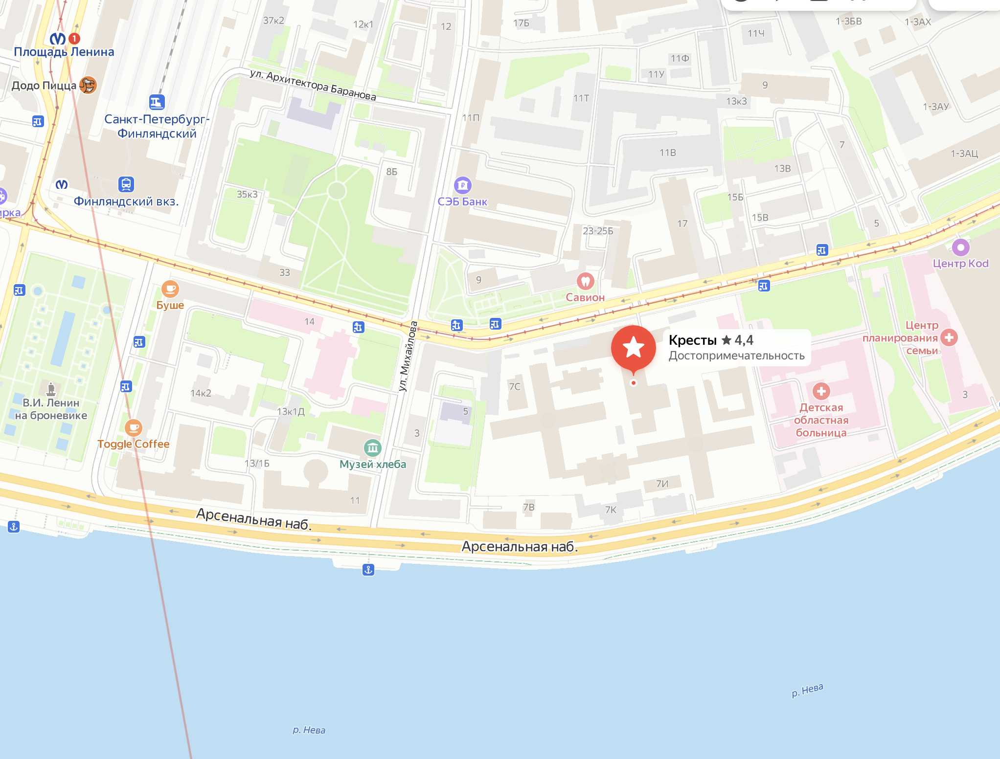 37к2
12к1
12
17Б
11Ч
1-3БВ
1-3АХ
1
Площадь Ленина
11Ф
11У
ул. Архитектора Баранова
Додо Пицца
9
11Т
13к3
1-3АУ
Санкт-Петербург-
Финляндский
11П
7
11В
1-3АЦ
8Б
13В
35к3
СЭБ Банк
Финляндский вкз.
15Б
ирка
15В
17
5
23-25Б
Центр Kod
33
9
Савион
Буше
14
Центр
планирования
семьи
ул. Михайлова
Кресты ★ 4,4
Достопримечательность
7С
14к2
3
В.И. Ленин
на броневике
13к1Д
5
Детская
областная
больница
3
Toggle Coffee
13/1Б
Музей хлеба
7И
11
7В
7К
Арсенальная наб.
Арсенальная наб.
р. Нева
р. Нева